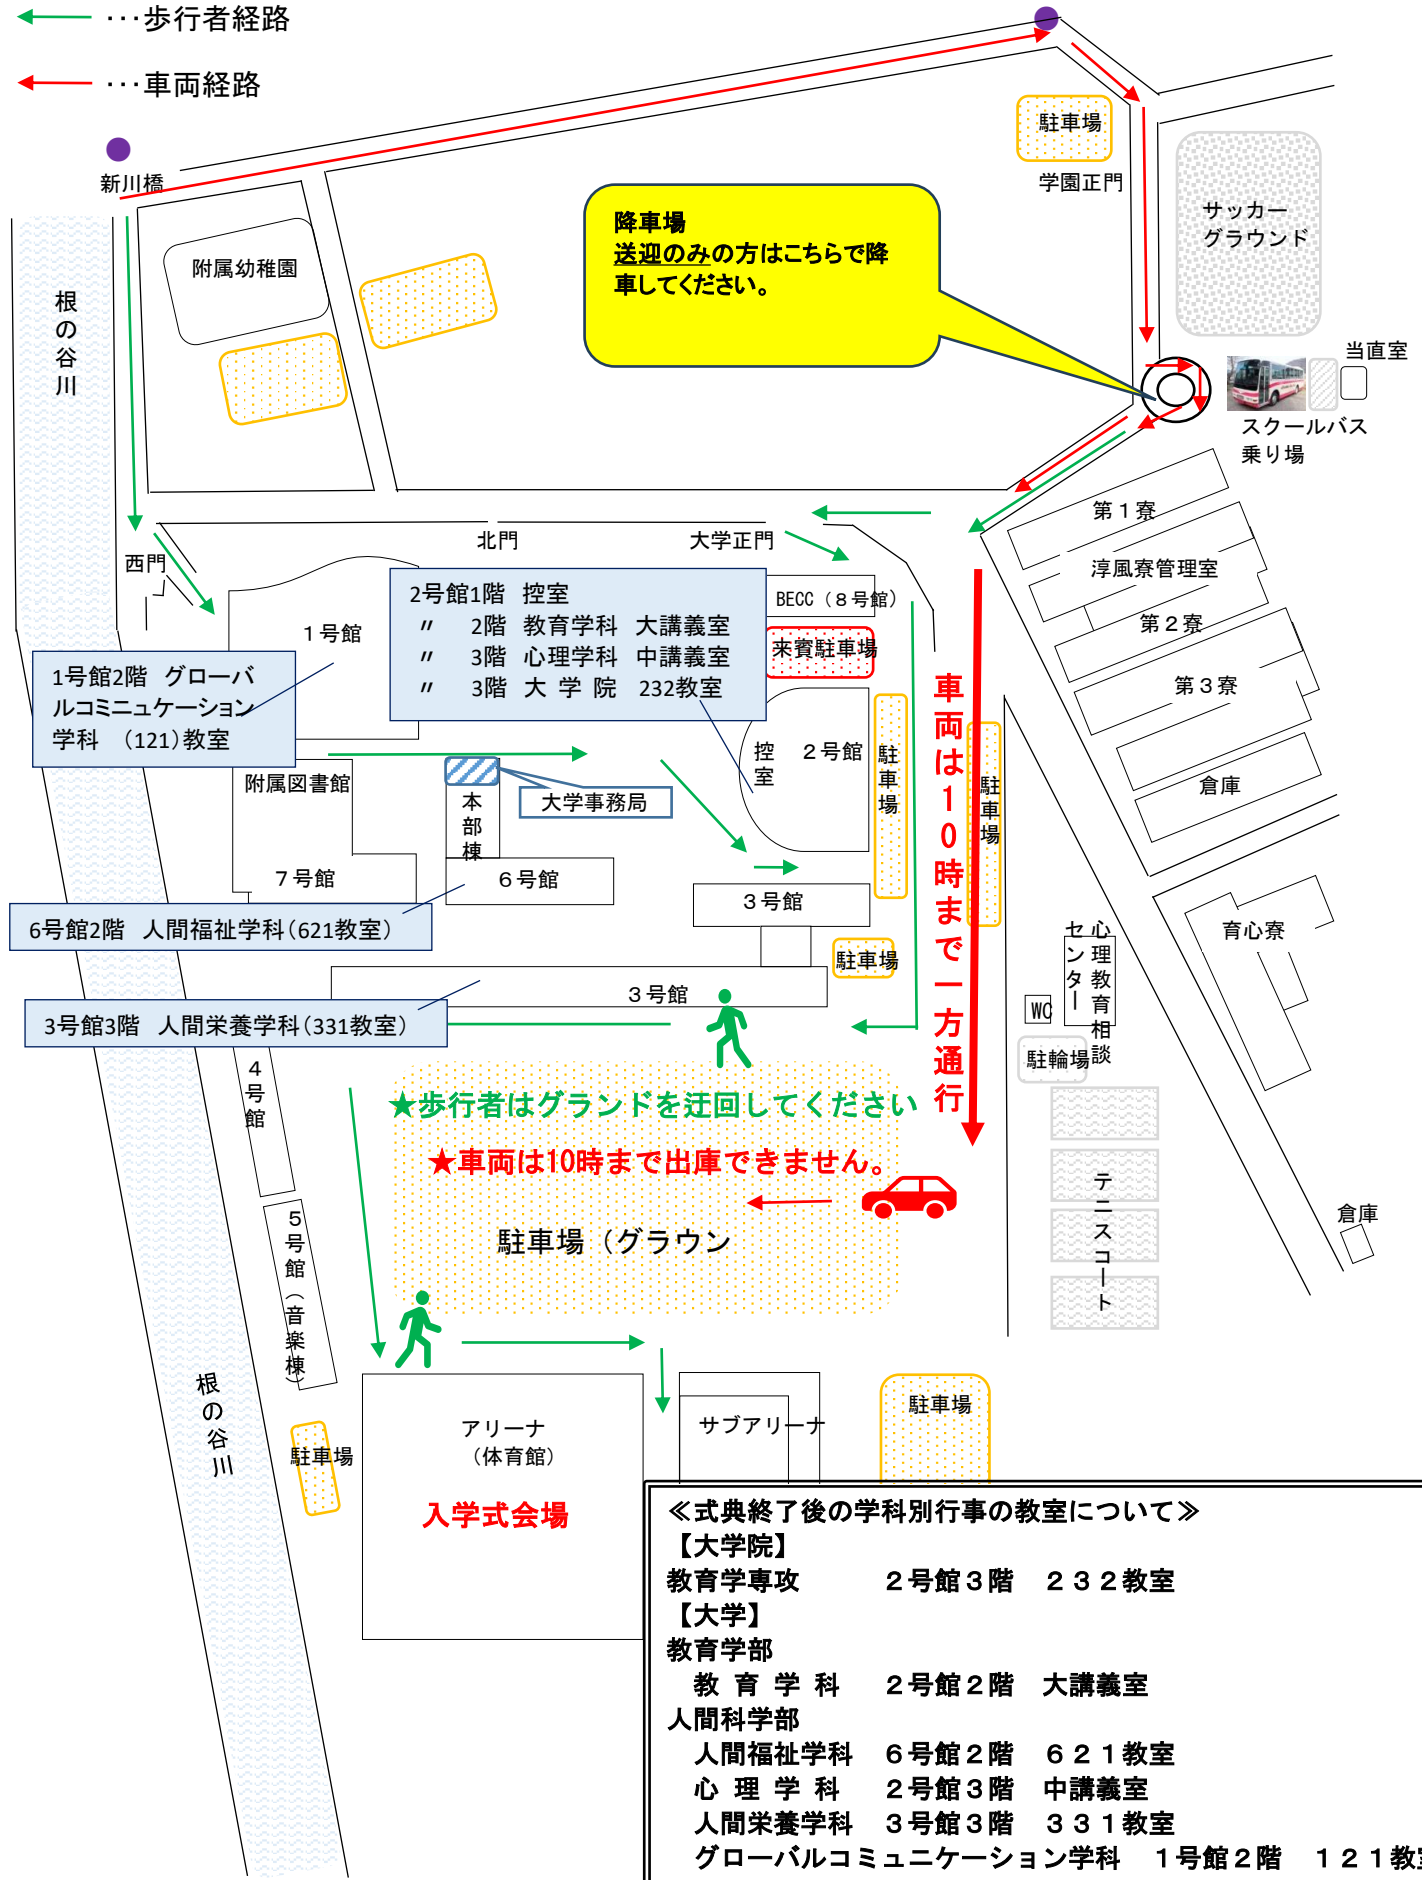 …歩行者経路
…車両経路
新川橋
駐車場
学園正門
サッカー
グラウンド
降車場
送迎のみの方はこちらで降
車してください。
附属幼稚園
根の谷川
当直室
スクールバス
乗り場
第１寮
淳風寮管理室
第２寮
第３寮
倉庫
西門
北門
大学正門
BECC（８号館）
来賓駐車場
１号館
2号館1階 控室
〃 2階 教育学科 大講義室
〃 3階 心理学科 中講義室
〃 3階 大 学 院 232教室
1号館2階 グローバ
ルコミニュケーション
学科 （121）教室
控室
２号館
駐車場
駐車場
車両は１０時まで一方通行
附属図書館
本部棟
大学事務局
７号館
６号館
３号館
6号館2階 人間福祉学科（621教室）
駐車場
３号館
3号館3階 人間栄養学科（331教室）
心理教育相談
センター
WC
駐輪場
育心寮
４号館
★歩行者はグランドを迂回してください
★車両は10時まで出庫できません。
駐車場（グラウン
テニスコート
倉庫
５号館（音楽棟）
根の谷川
駐車場
アリーナ
（体育館）
入学式会場
サブアリーナ
駐車場
≪式典終了後の学科別行事の教室について≫
【大学院】
教育学専攻 ２号館３階 ２３２教室
【大学】
教育学部
教 育 学 科 ２号館２階 大講義室
人間科学部
人間福祉学科 ６号館２階 ６２１教室
心 理 学 科 ２号館３階 中講義室
人間栄養学科 ３号館３階 ３３１教室
グローバルコミュニケーション学科 １号館２階 １２１教室